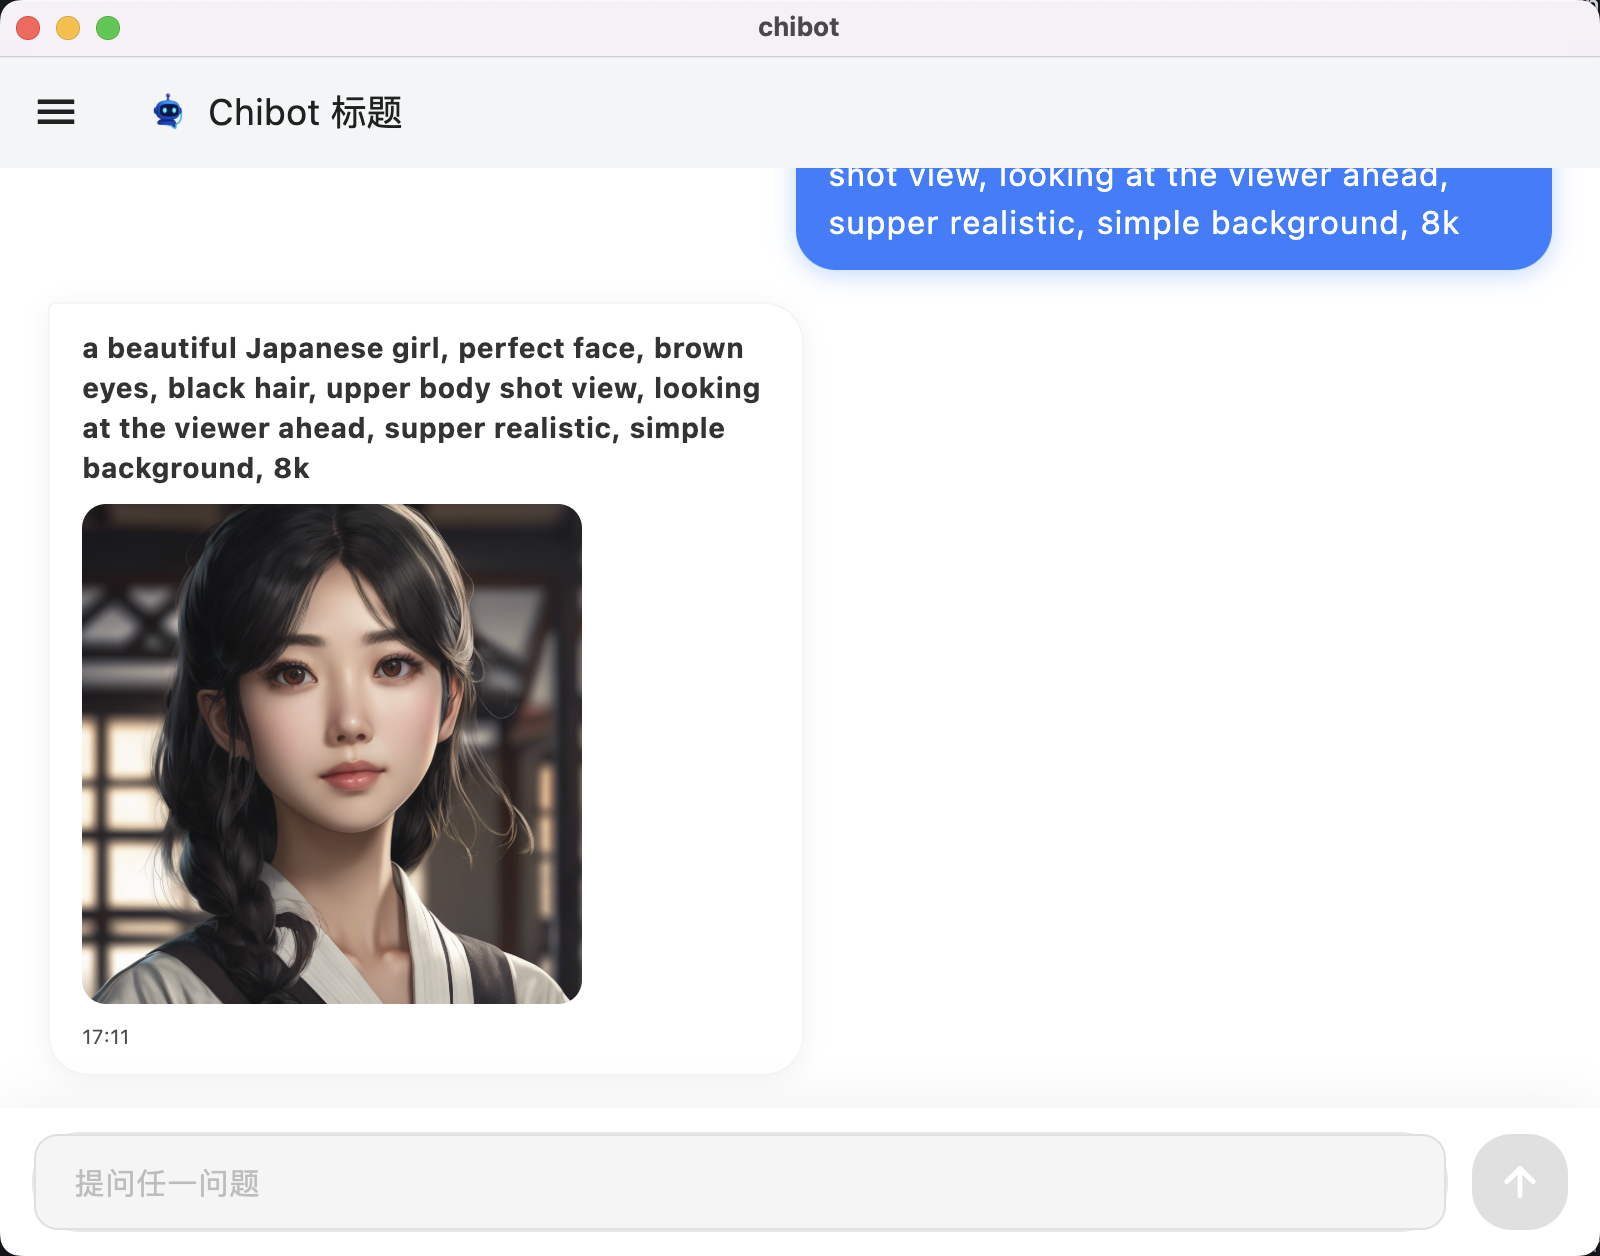 chibot
Chibot 标题
shot view, looking at the viewer ahead,
supper realistic, simple background, 8k
a beautiful Japanese girl, perfect face, brown
eyes, black hair, upper body shot view, looking
at the viewer ahead, supper realistic, simple
background, 8k
17:11
提问任一问题